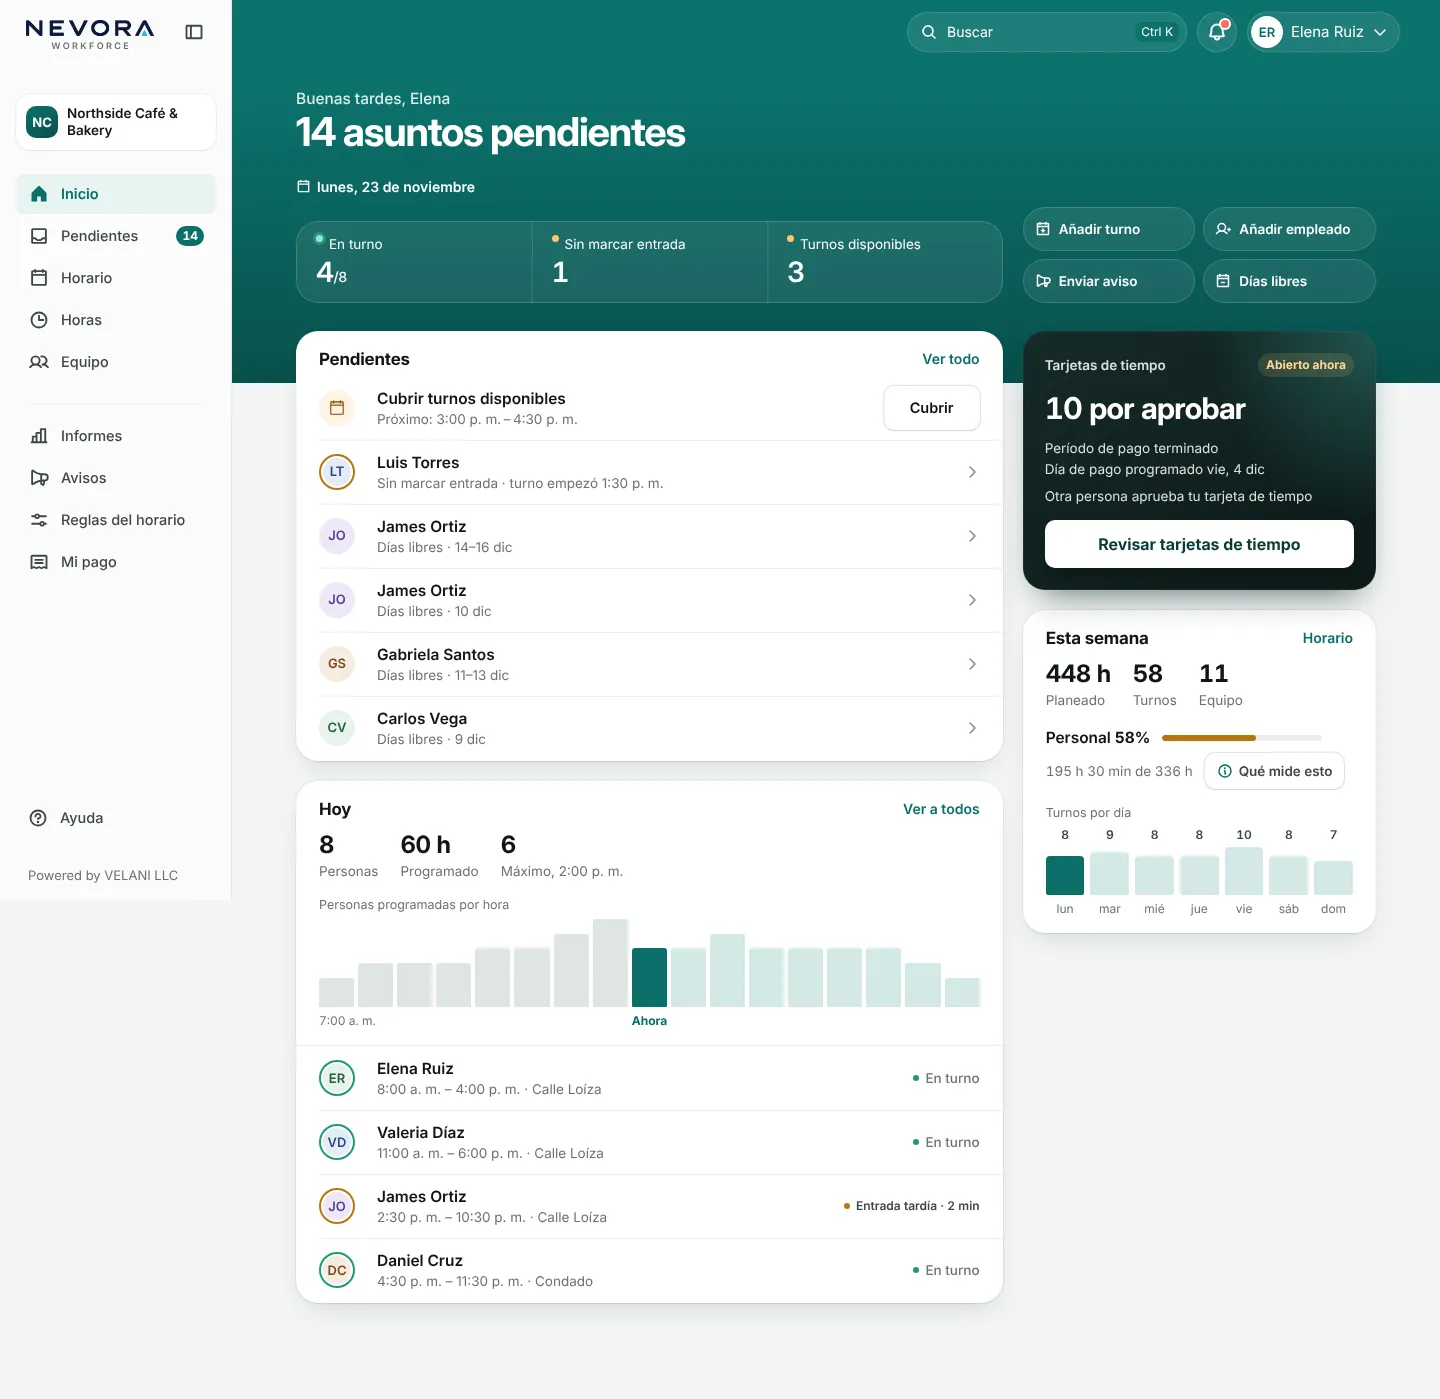 NEVORA
WORKFORCE
Buscar
Ctrl K
ER
Elena Ruiz
NC
Northside Café &
Bakery
Inicio
Pendientes
14
Horario
Horas
Equipo
Informes
Avisos
Reglas del horario
Mi pago
Ayuda
Powered by VELANI LLC
Buenas tardes, Elena
14 asuntos pendientes
lunes, 23 de noviembre
En turno
4/8
Sin marcar entrada
1
Turnos disponibles
3
Añadir turno
Añadir empleado
Enviar aviso
Días libres
Pendientes
Ver todo
Cubrir turnos disponibles
Próximo: 3:00 p. m. – 4:30 p. m.
Cubrir
LT
Luis Torres
Sin marcar entrada · turno empezó 1:30 p. m.
JO
James Ortiz
Días libres · 14–16 dic
JO
James Ortiz
Días libres · 10 dic
GS
Gabriela Santos
Días libres · 11–13 dic
CV
Carlos Vega
Días libres · 9 dic
Tarjetas de tiempo
Abierto ahora
10 por aprobar
Período de pago terminado
Día de pago programado vie, 4 dic
Otra persona aprueba tu tarjeta de tiempo
Revisar tarjetas de tiempo
Esta semana
Horario
448 h
58
11
Planeado
Turnos
Equipo
Personal 58%
195 h 30 min de 336 h
Qué mide esto
Turnos por día
8 9 8 8 10 8 7
lun mar mié jue vie sáb dom
Hoy
Ver a todos
8
60 h
6
Personas
Programado
Máximo, 2:00 p. m.
Personas programadas por hora
7:00 a. m.
Ahora
ER
Elena Ruiz
8:00 a. m. – 4:00 p. m. · Calle Loíza
En turno
VD
Valeria Díaz
11:00 a. m. – 6:00 p. m. · Calle Loíza
En turno
JO
James Ortiz
2:30 p. m. – 10:30 p. m. · Calle Loíza
Entrada tardía · 2 min
DC
Daniel Cruz
4:30 p. m. – 11:30 p. m. · Condado
En turno